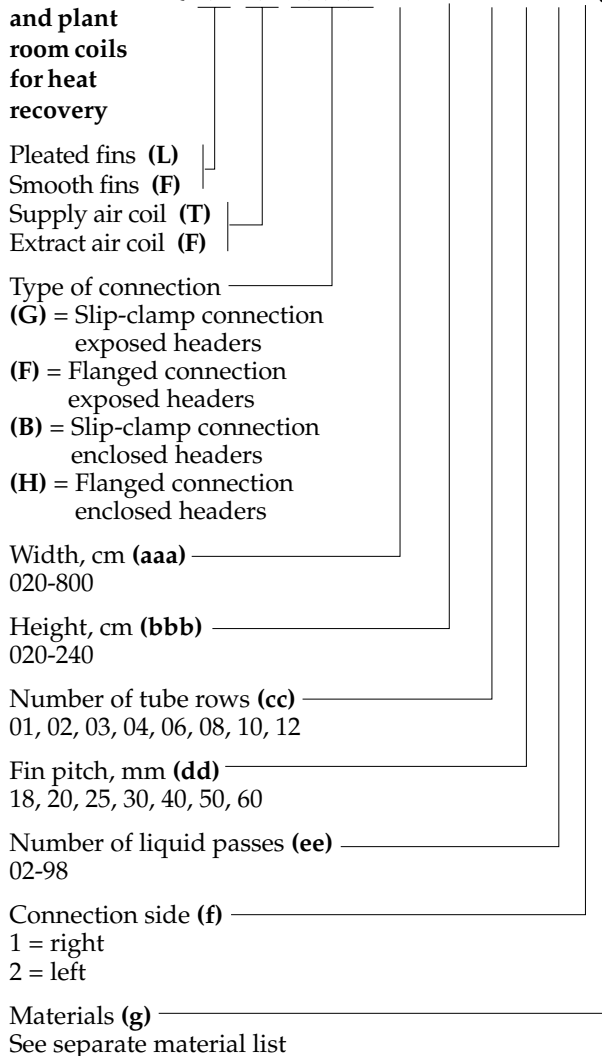 and plant
room coils
for heat
recovery
Pleated fins (L)
Smooth fins (F)
Supply air coil (T)
Extract air coil (F)
Type of connection
(G) = Slip-clamp connection
exposed headers
(F) = Flanged connection
exposed headers
(B) = Slip-clamp connection
enclosed headers
(H) = Flanged connection
enclosed headers
Width, cm (aaa)
020-800
Height, cm (bbb)
020-240
Number of tube rows (cc)
01, 02, 03, 04, 06, 08, 10, 12
Fin pitch, mm (dd)
18, 20, 25, 30, 40, 50, 60
Number of liquid passes (ee)
02-98
Connection side (f)
1 = right
2 = left
Materials (g)
See separate material list